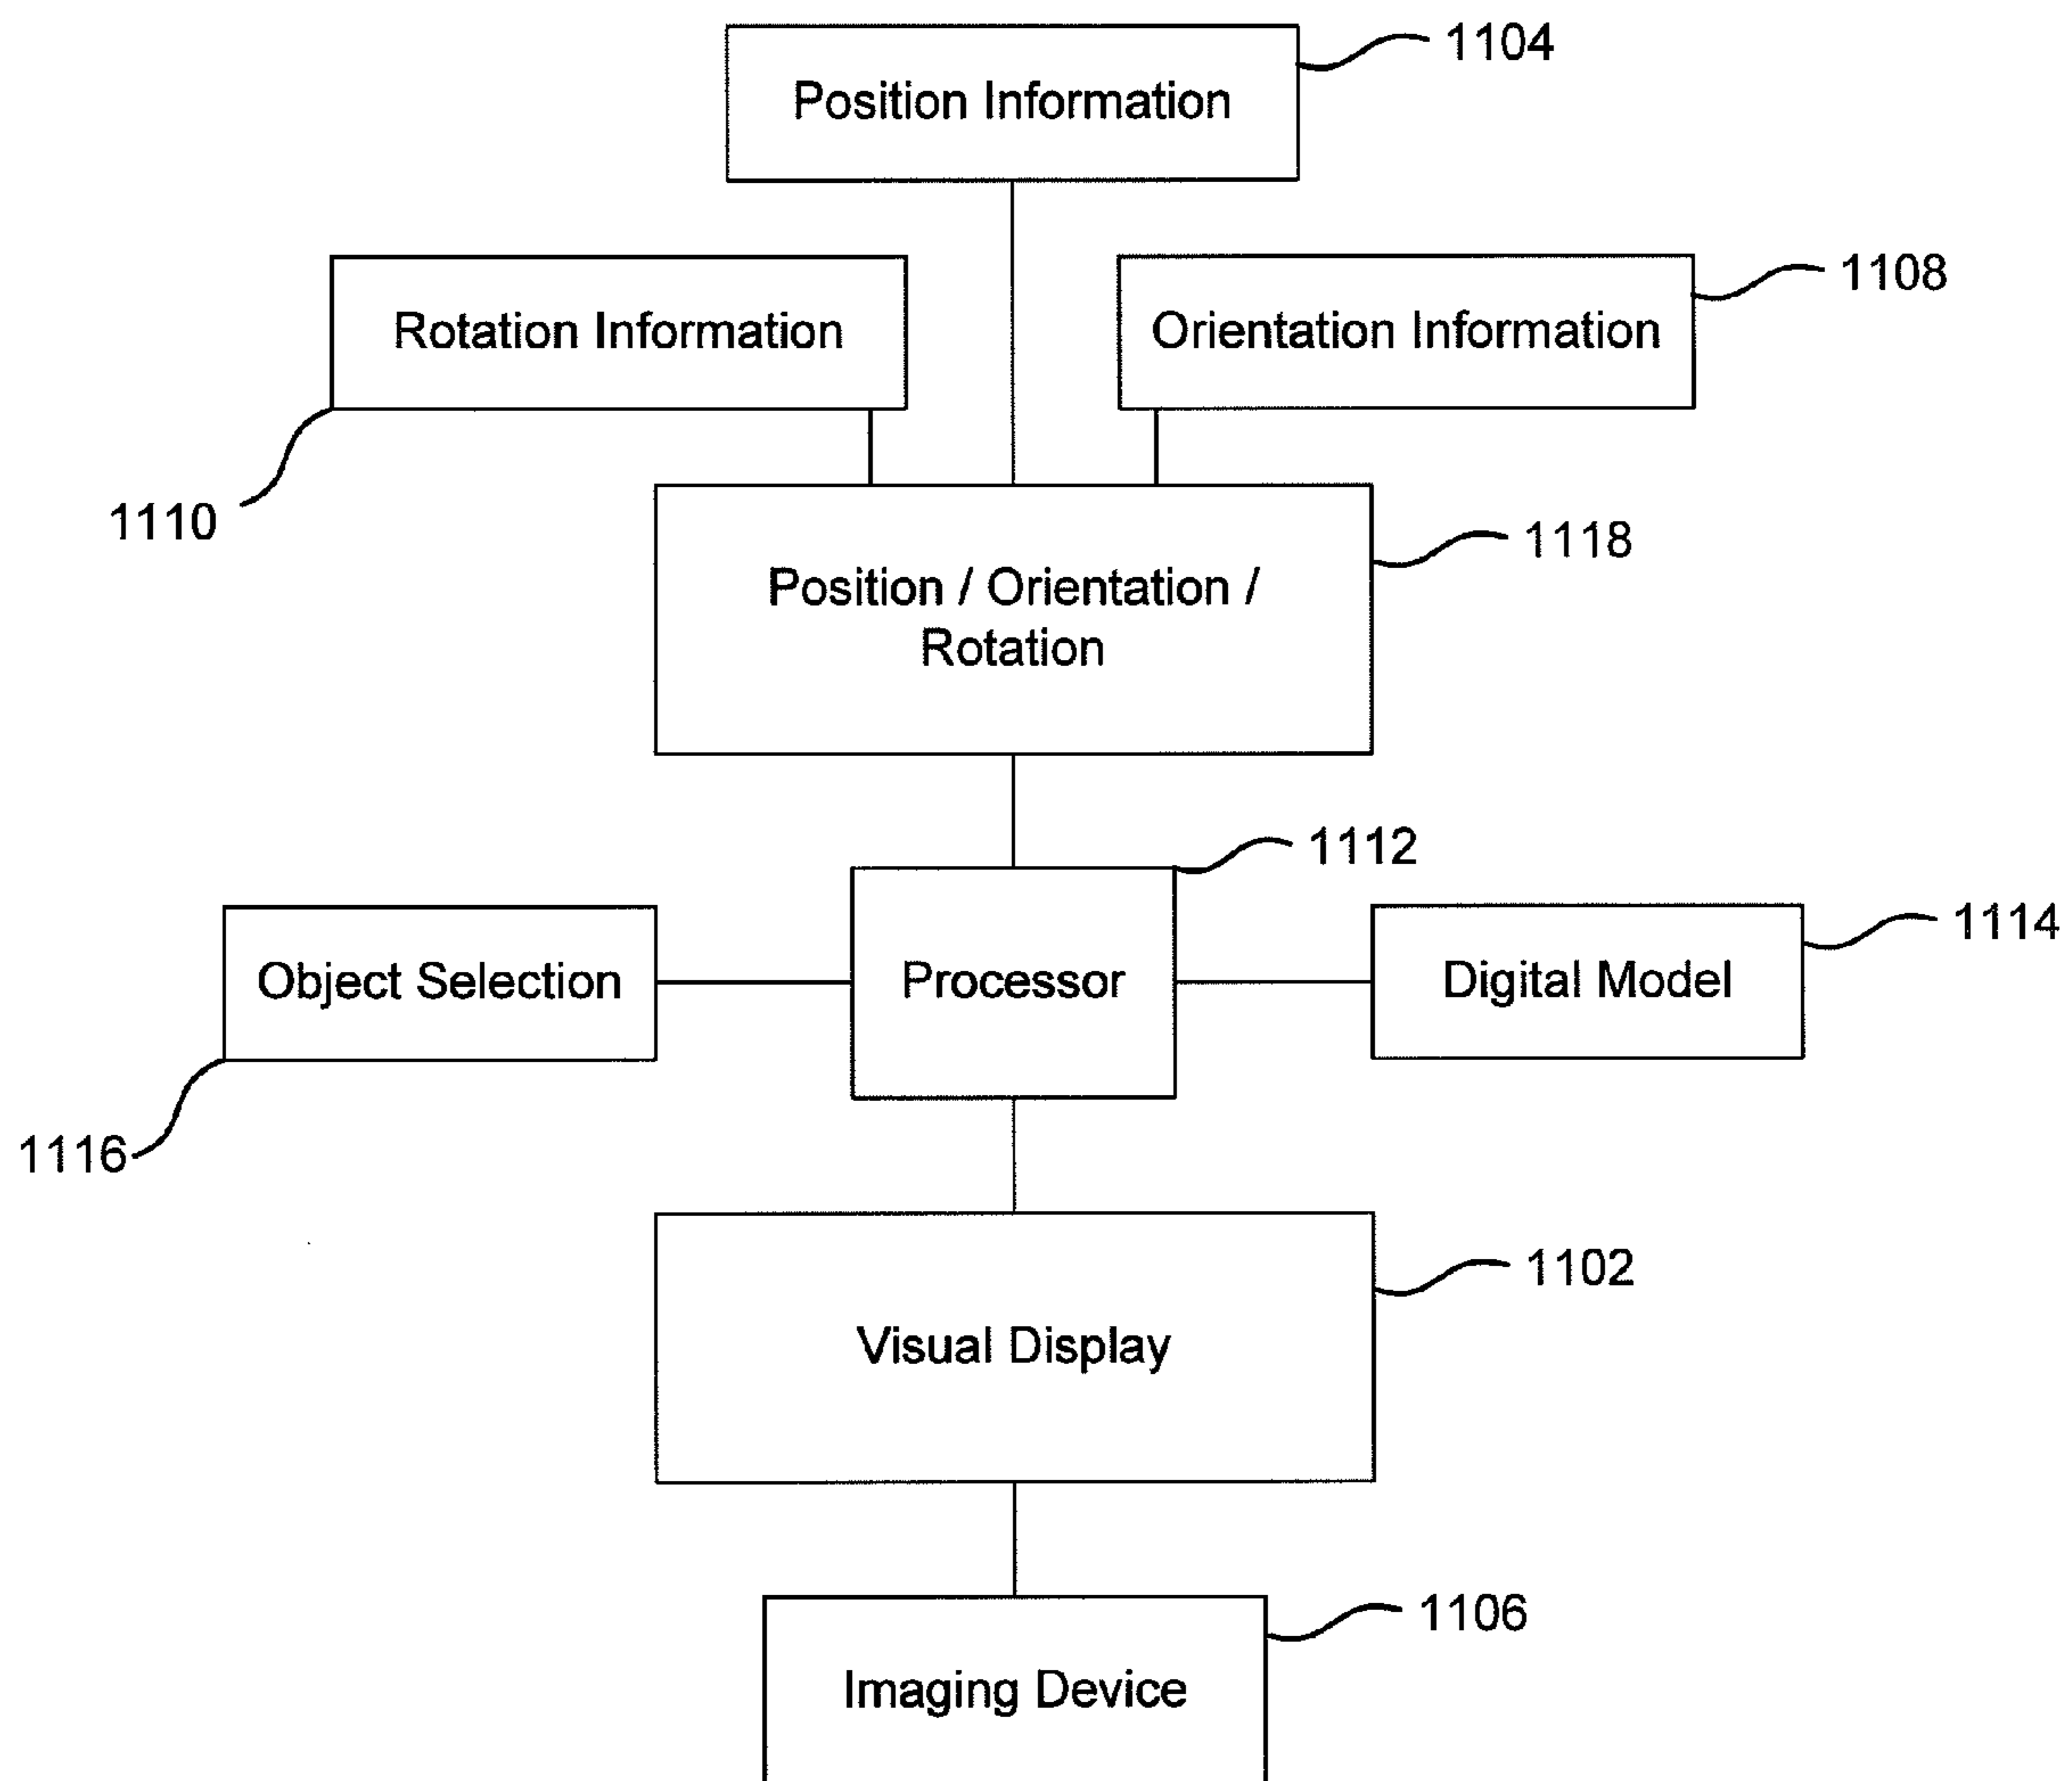 1104
Position Information
1108
Rotation Information
Orientation Information
1110
1118
Position / Orientation /
Rotation
1112
1114
Object Selection
Processor
Digital Model
1116
1102
Visual Display
1106
Imaging Device